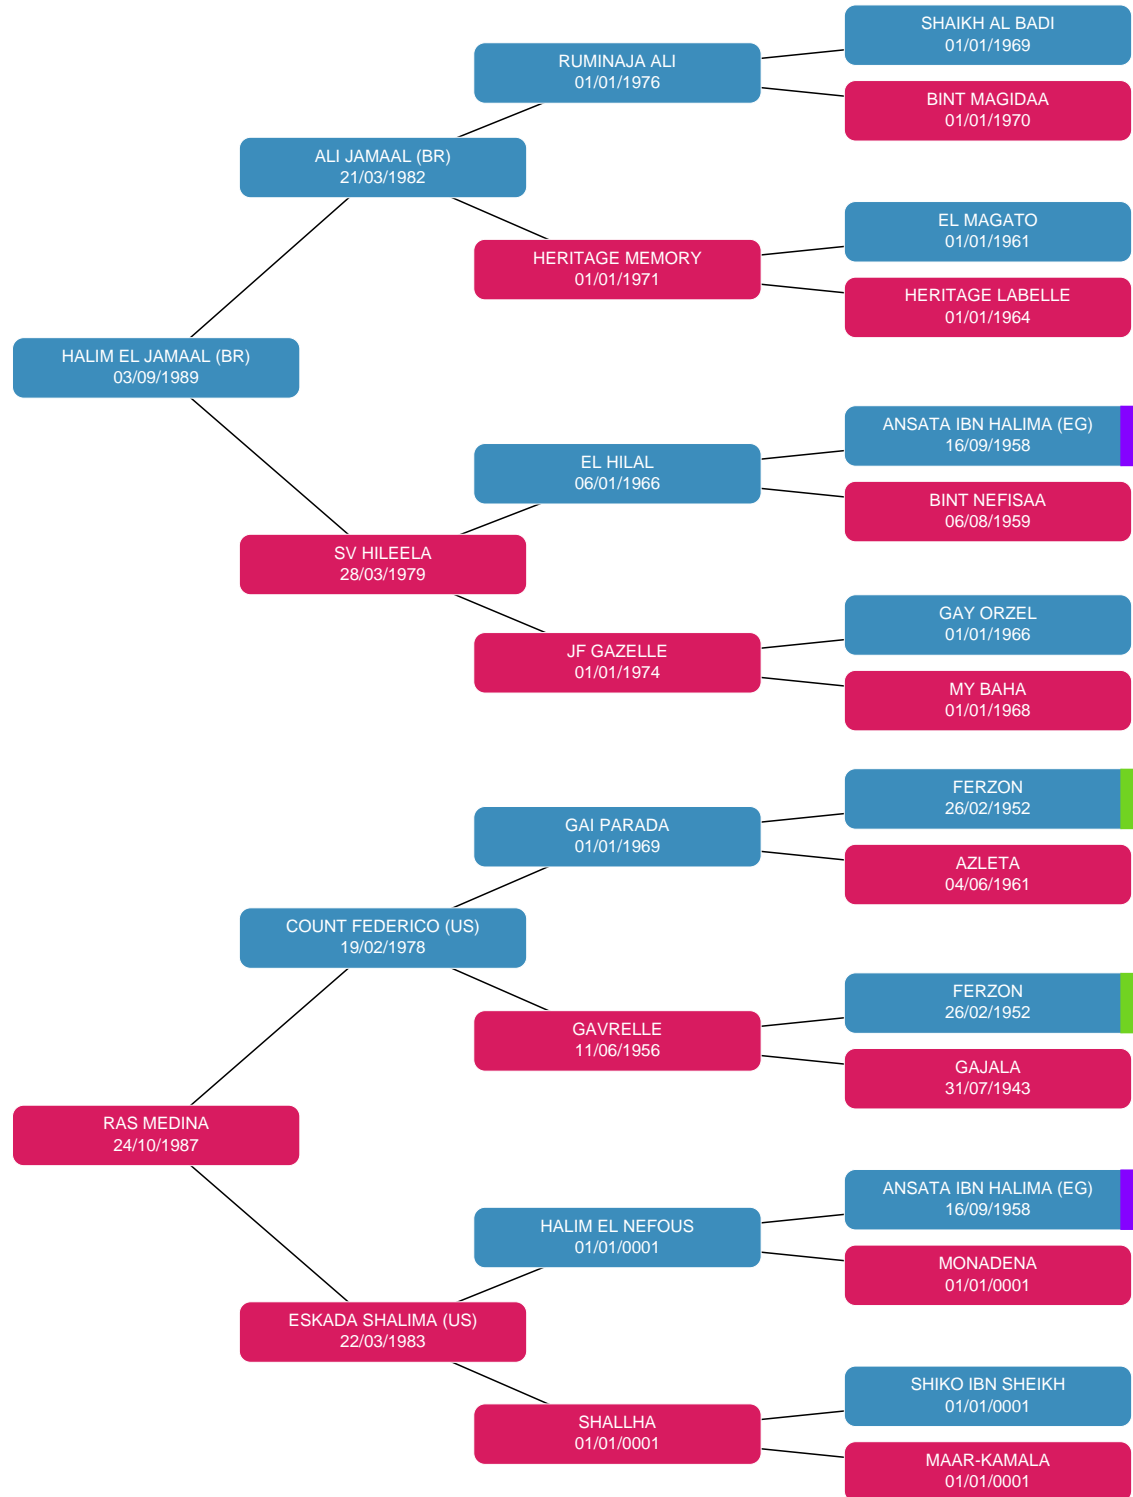 SHAIKH AL BADI
01/01/1969
RUMINAJA ALI
01/01/1976
BINT MAGIDAA
01/01/1970
ALI JAMAAL (BR)
21/03/1982
EL MAGATO
01/01/1961
HERITAGE MEMORY
01/01/1971
HERITAGE LABELLE
01/01/1964
HALIM EL JAMAAL (BR)
03/09/1989
ANSATA IBN HALIMA (EG)
16/09/1958
EL HILAL
06/01/1966
BINT NEFISAA
06/08/1959
SV HILEELA
28/03/1979
GAY ORZEL
01/01/1966
JF GAZELLE
01/01/1974
MY BAHA
01/01/1968
FERZON
26/02/1952
GAI PARADA
01/01/1969
AZLETA
04/06/1961
COUNT FEDERICO (US)
19/02/1978
FERZON
26/02/1952
GAVRELLE
11/06/1956
GAJALA
31/07/1943
RAS MEDINA
24/10/1987
ANSATA IBN HALIMA (EG)
16/09/1958
HALIM EL NEFOUS
01/01/0001
MONADENA
01/01/0001
ESKADA SHALIMA (US)
22/03/1983
SHIKO IBN SHEIKH
01/01/0001
SHALLHA
01/01/0001
MAAR-KAMALA
01/01/0001